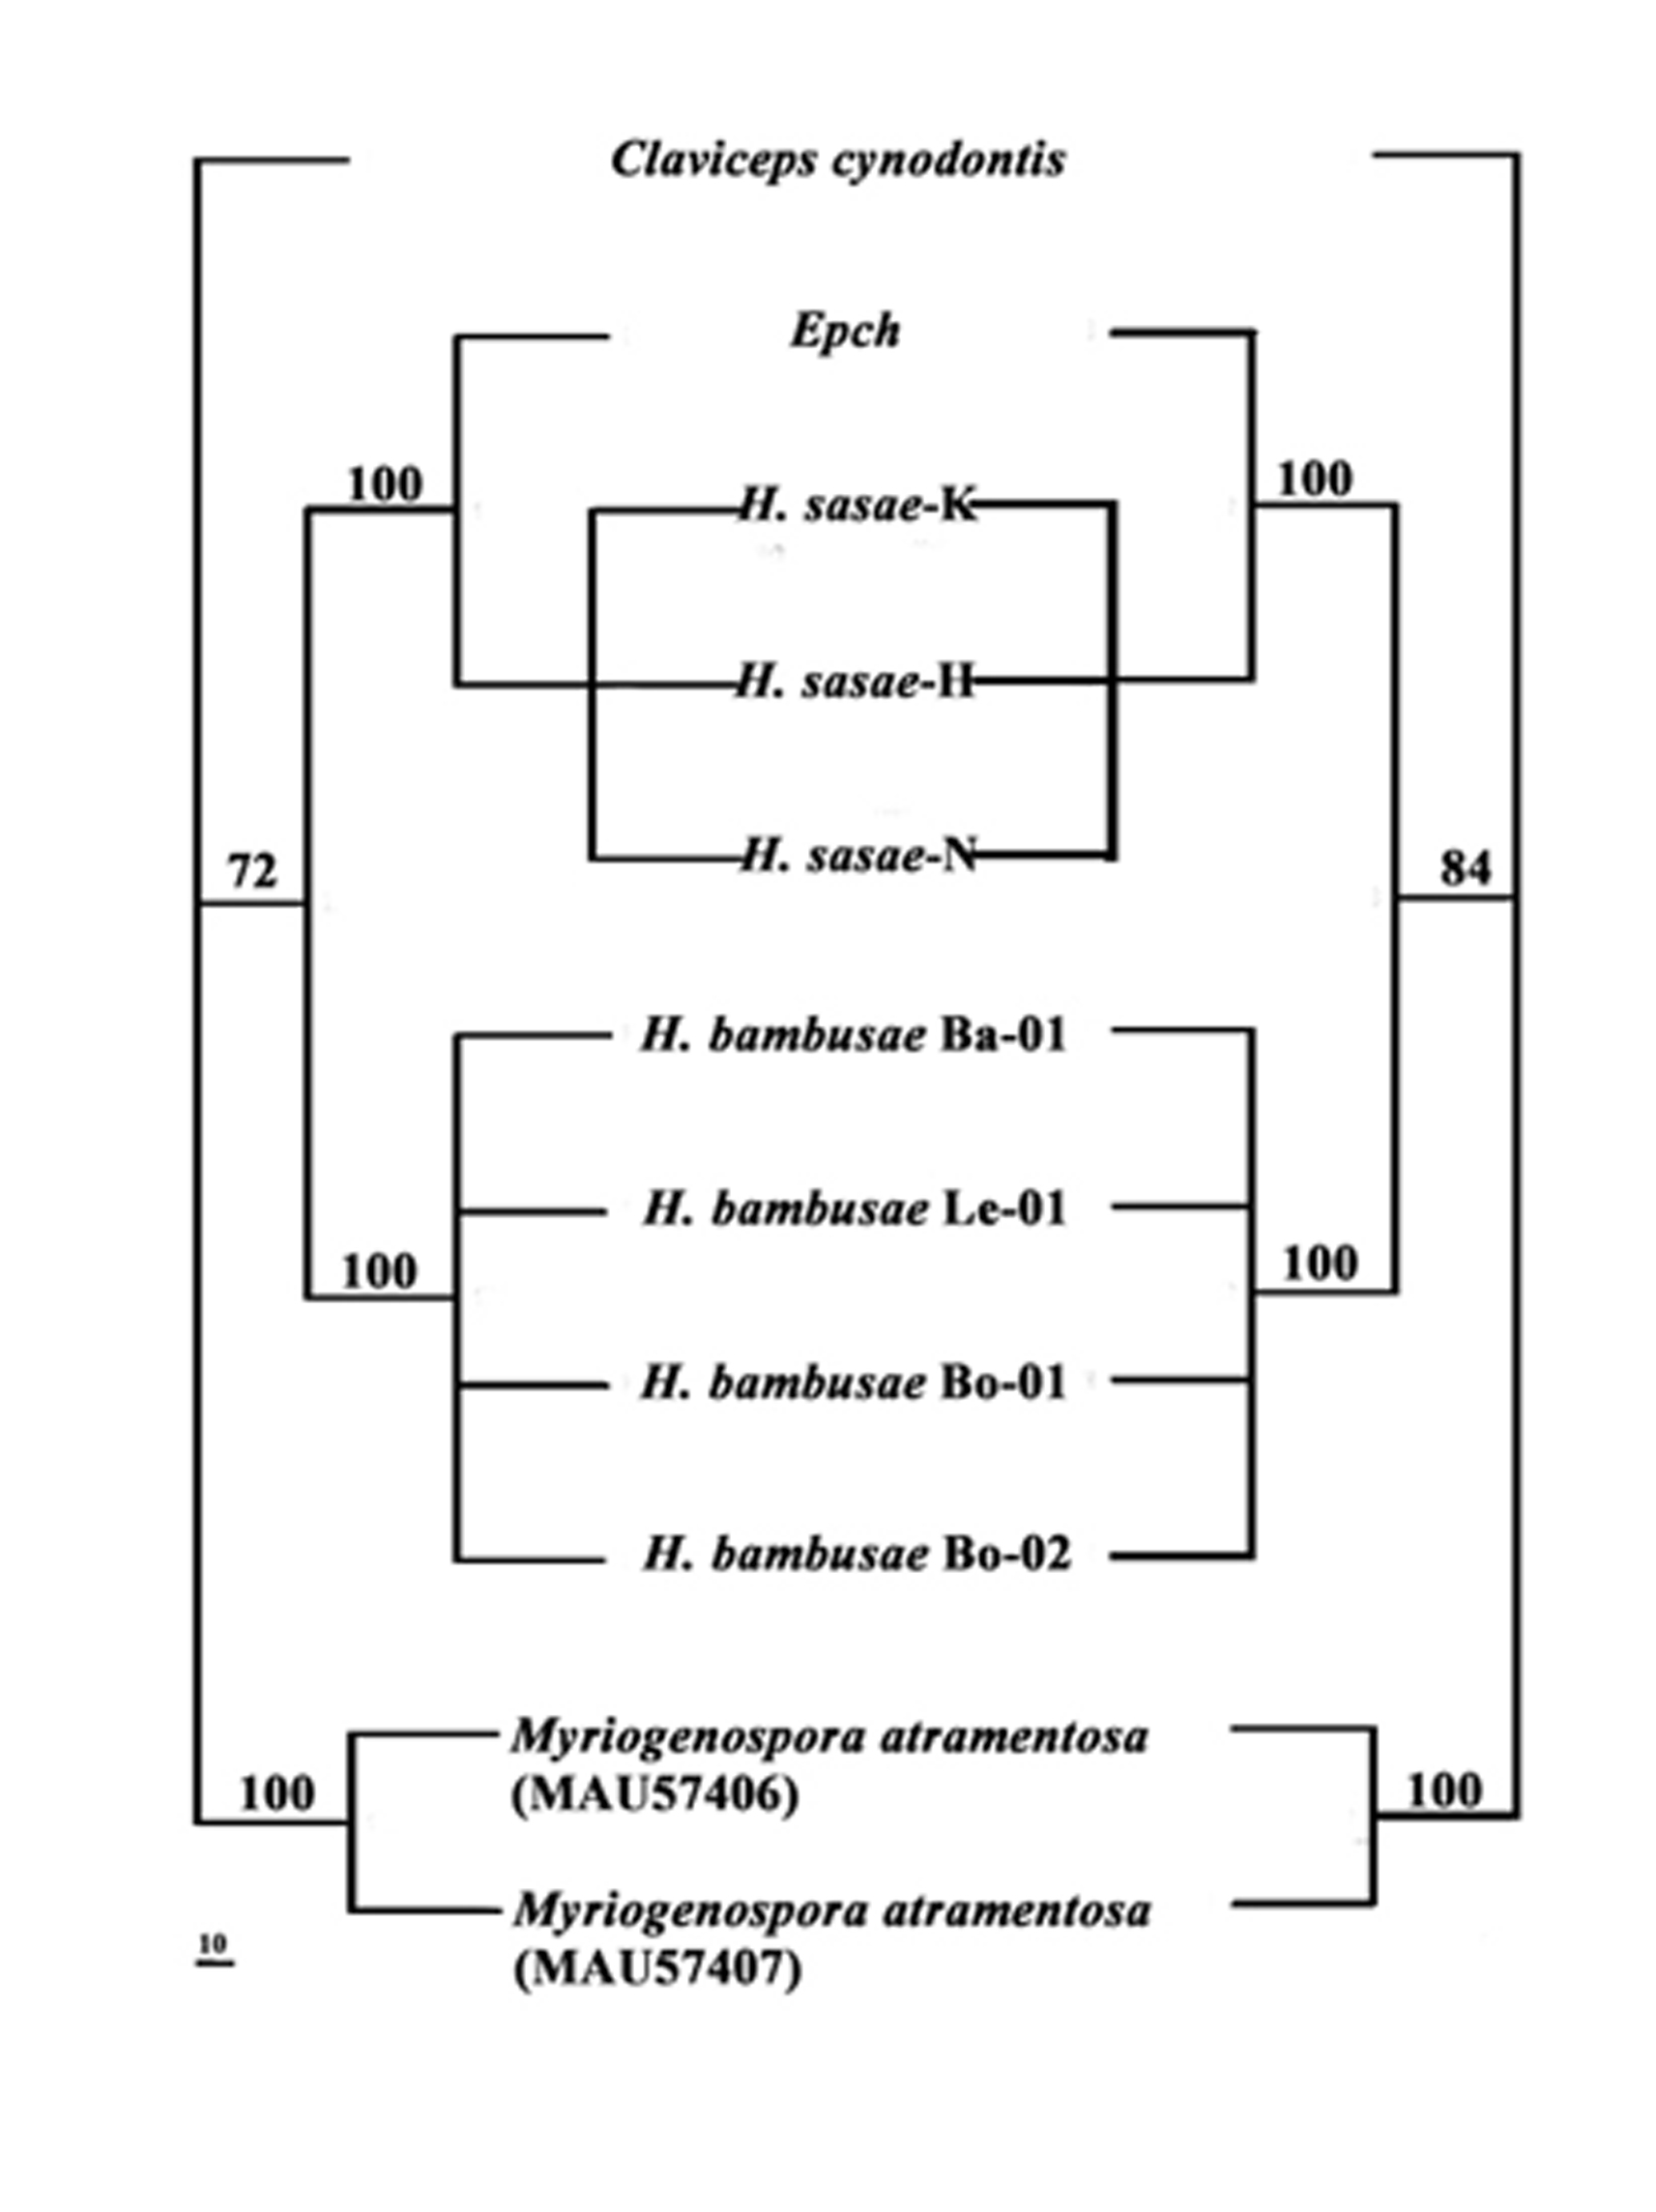 Claviceps cynodontis
Epch
100
100
H. sasae-K
H. sasae-H
H. sasae-N
72
84
H. bambusae Ba-01
H. bambusae Le-01
100
100
H. bambusae Bo-01
H. bambusae Bo-02
Myriogenospora atramentosa
(MAU57406)
100
100
Myriogenospora atramentosa
(MAU57407)
10